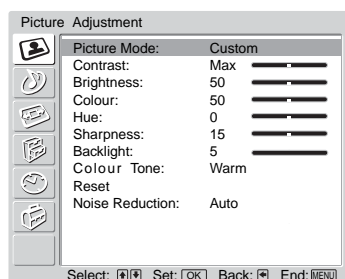 Picture Adjustment
Picture Mode: Custom
Contrast: Max
Brightness: 50
Colour: 50
Hue: 0
Sharpness: 15
Backlight: 5
Colour Tone: Warm
Reset
Noise Reduction: Auto
Select: Set: OK Back: End: MENU